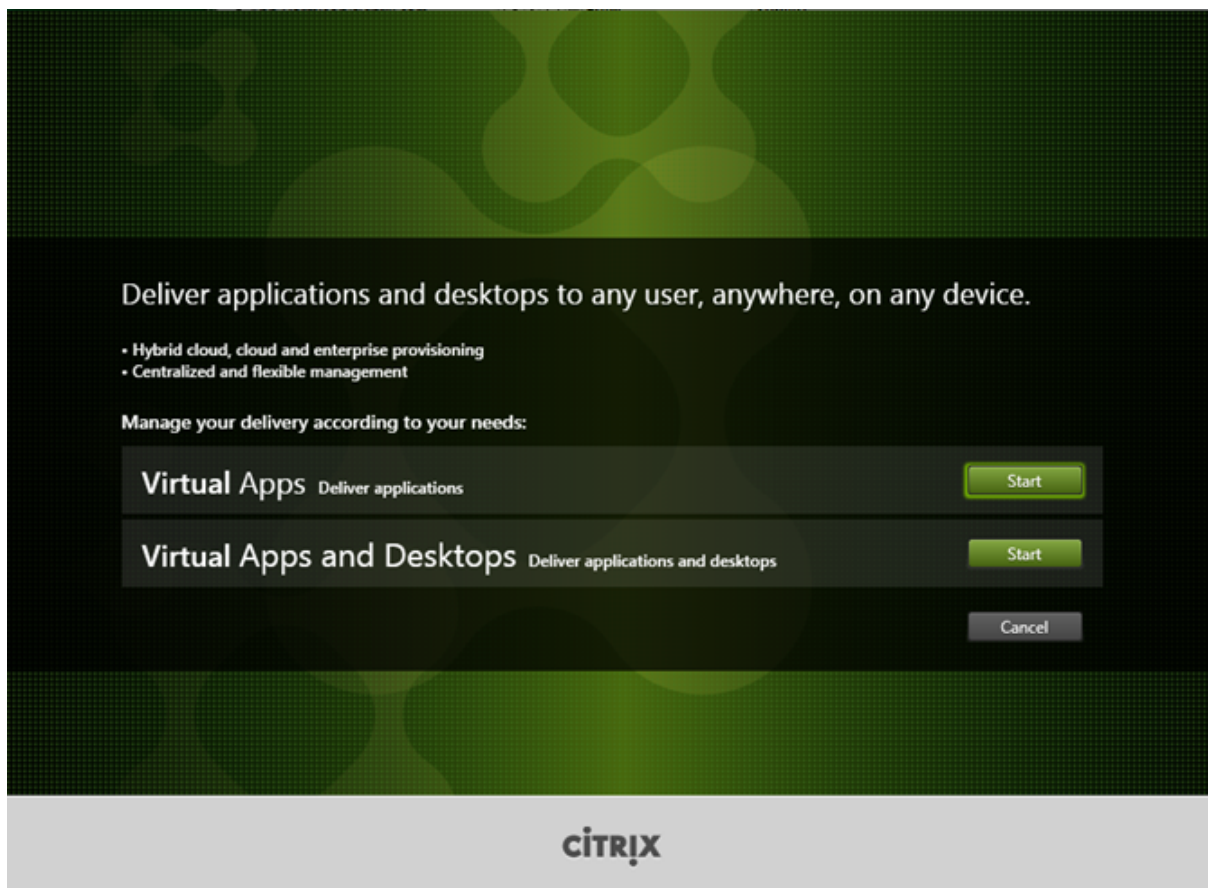 Deliver applications and desktops to any user, anywhere, on any device.
• Hybrid cloud, cloud and enterprise provisioning
• Centralized and flexible management
Manage your delivery according to your needs:
Virtual Apps Deliver applications
Start
Virtual Apps and Desktops Deliver applications and desktops
Start
Cancel
CITRIX